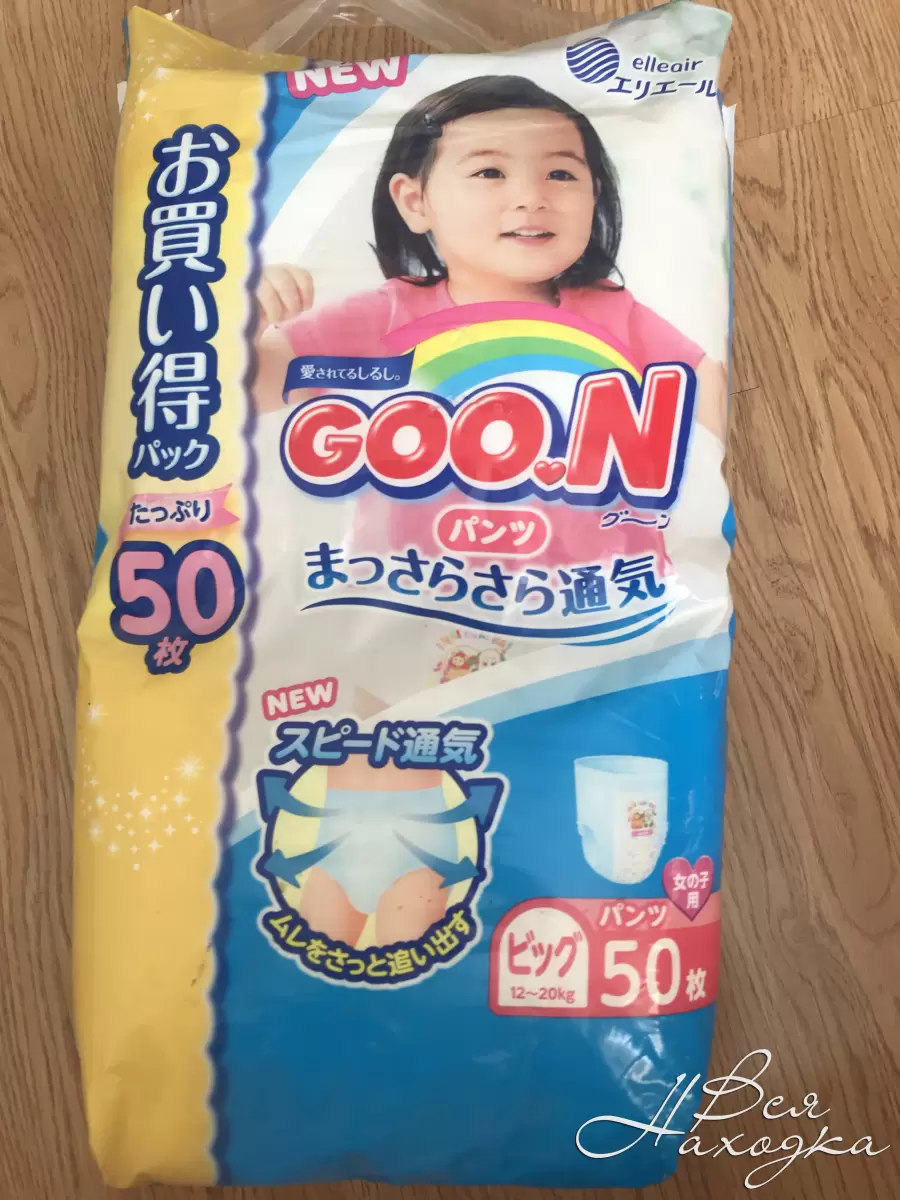 NEW
elleair
エリエール
お買い得
パック
たっぷり
50
枚
愛されてるしるし。
GOO.N
グ〜ン
パンツ
まっさらさら通気
NEW
スピード通気
ムレをさっと追い出す
女の子
用
ビッグ
12〜20kg
パンツ
50枚
Вся
Находка